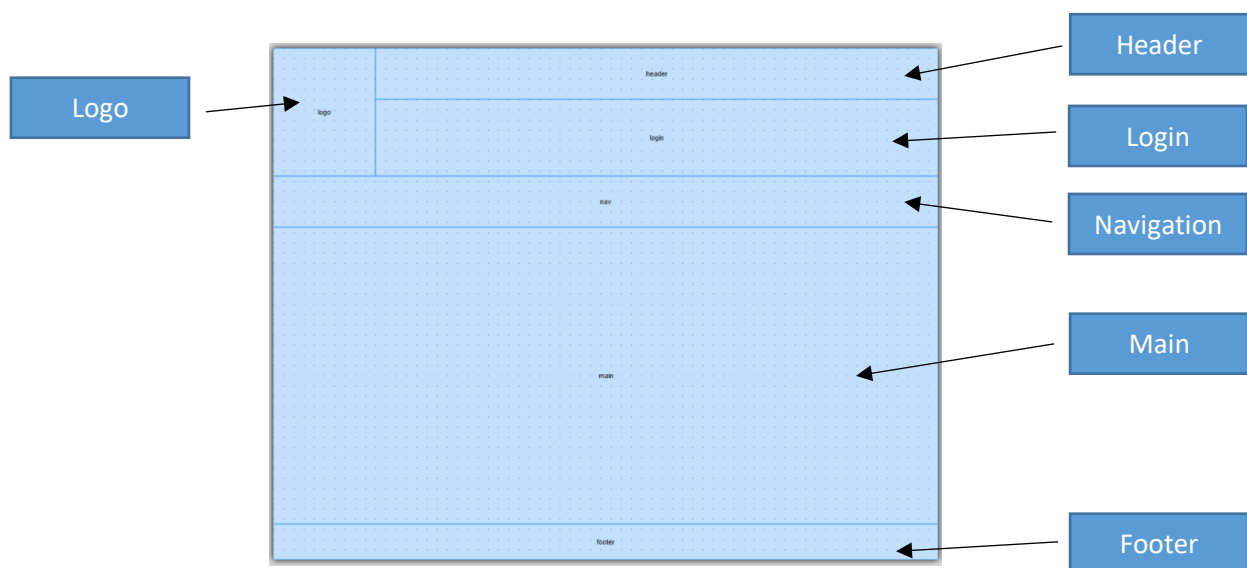 Header
header
Logo
logo
login
Login
nav
Navigation
Main
main
footer
Footer